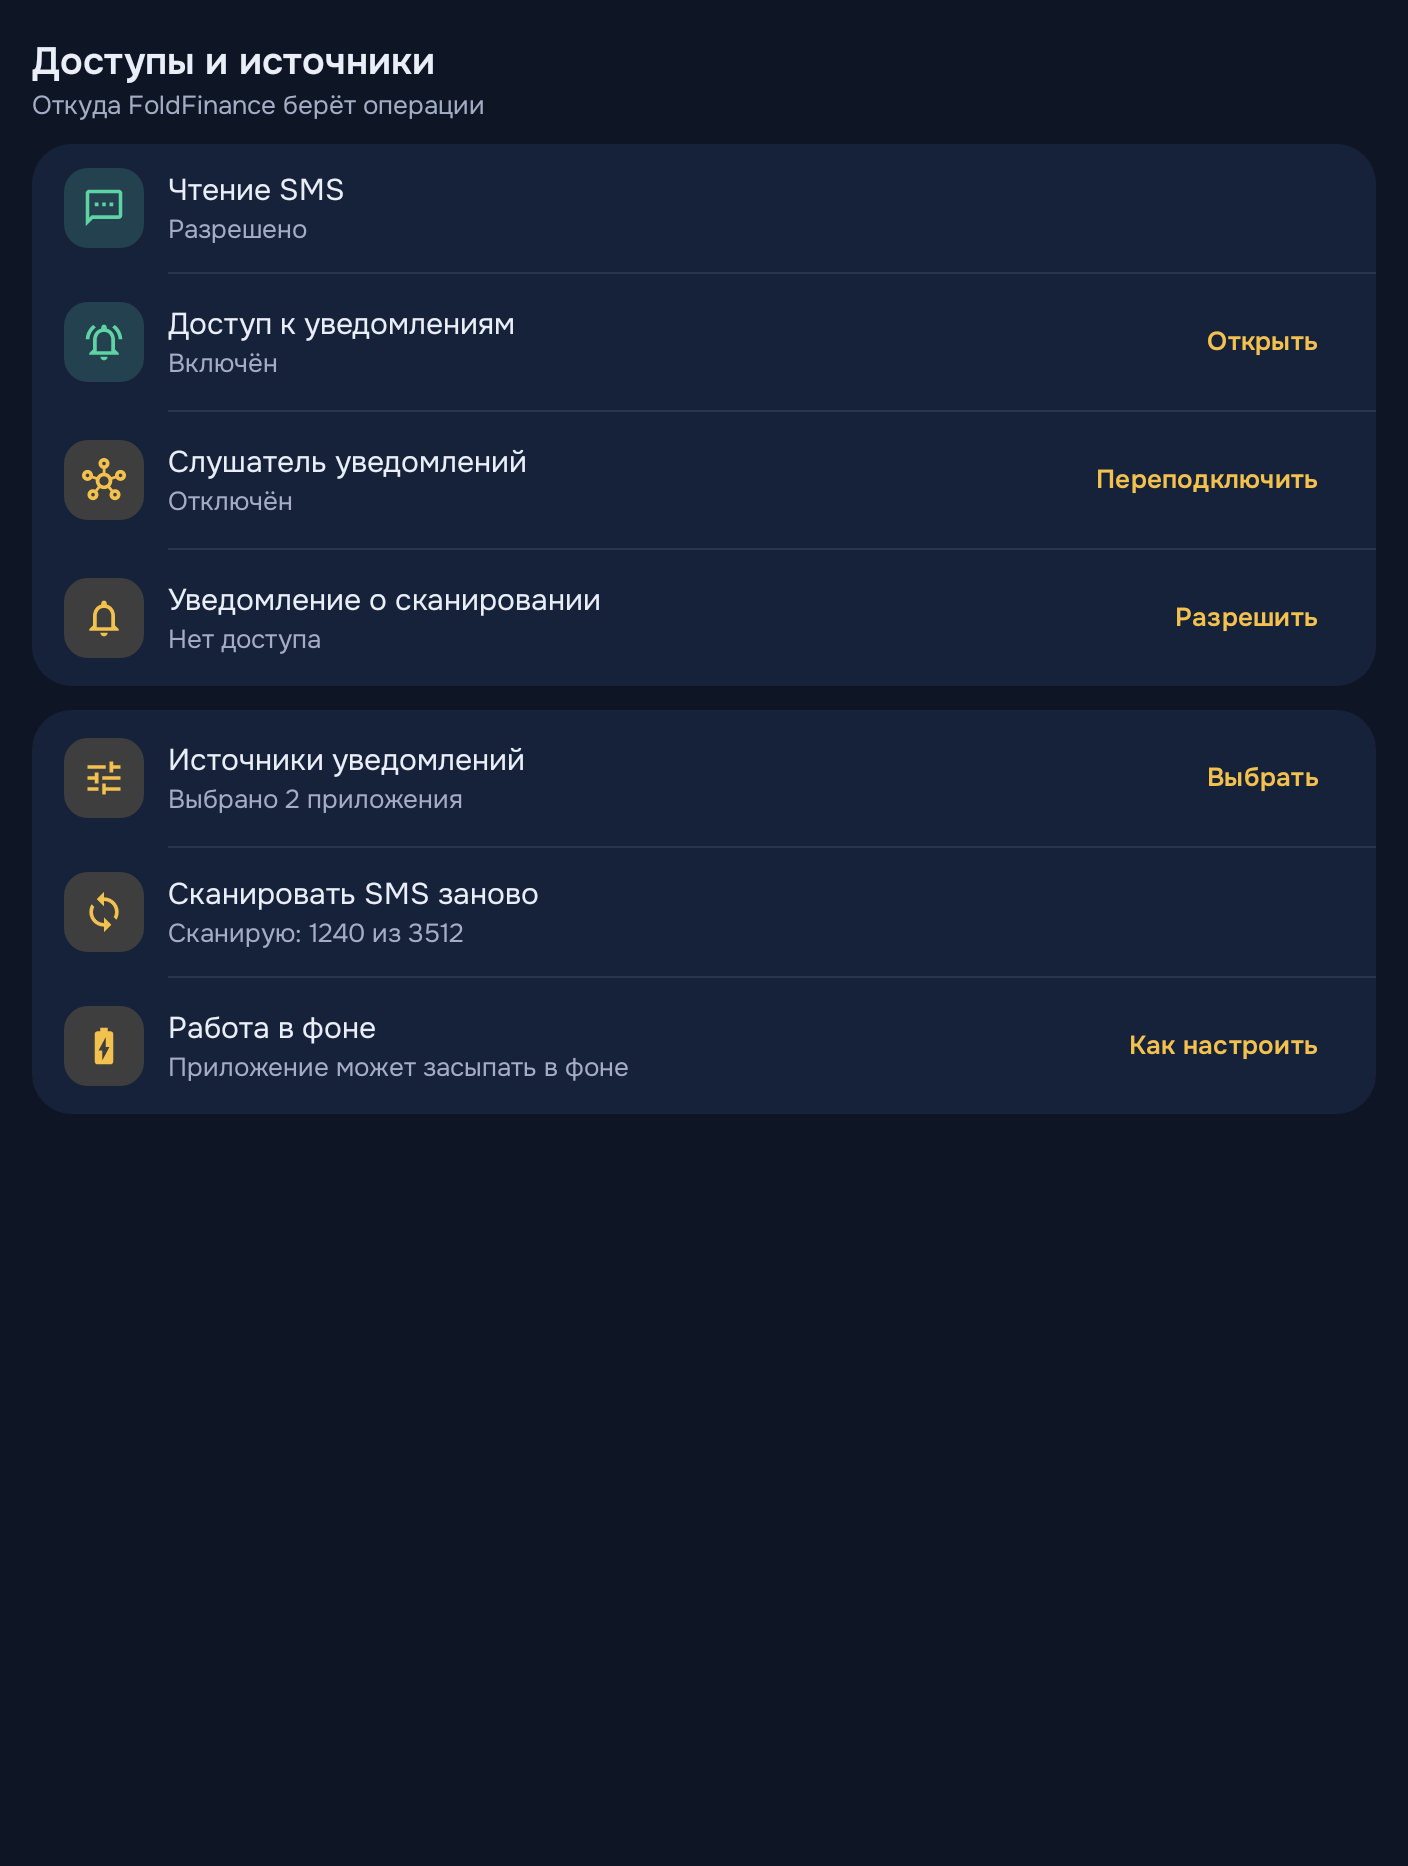 Доступы и источники
Откуда FoldFinance берёт операции
Чтение SMS
Разрешено
Доступ к уведомлениям
Включён
Открыть
Слушатель уведомлений
Отключён
Переподключить
Уведомление о сканировании
Нет доступа
Разрешить
Источники уведомлений
Выбрано 2 приложения
Выбрать
Сканировать SMS заново
Сканирую: 1240 из 3512
Работа в фоне
Приложение может засыпать в фоне
Как настроить